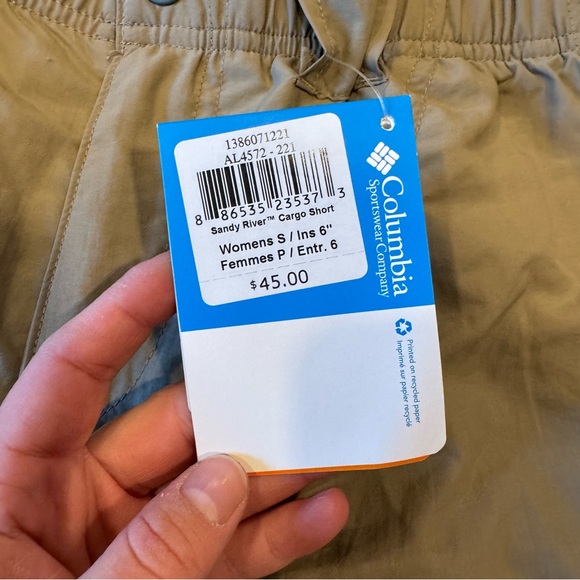 1386071221
AL4572 - 221
8 86535 23537 3
Sandy River™ Cargo Short
Womens S / Ins 6"
Femmes P / Entr. 6
$45.00
Columbia
Sportswear Company
Printed on recycled paper
Imprimé sur papier recyclé